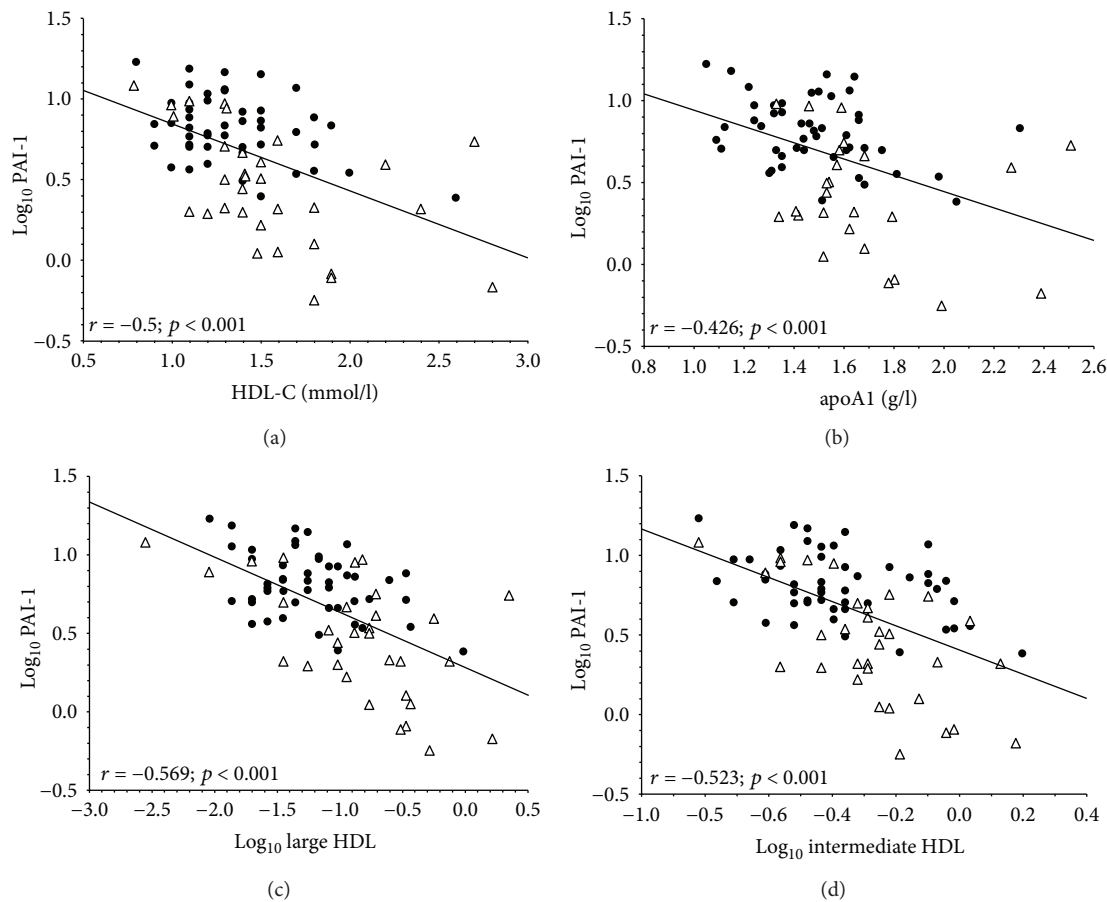 1.5
1.0
0.5
0.0
−0.5
Log10 PAI-1
r = −0.5; p < 0.001
0.5 1.0 1.5 2.0 2.5 3.0
HDL-C (mmol/l)
(a)
1.5
1.0
0.5
0.0
−0.5
Log10 PAI-1
r = −0.426; p < 0.001
0.8 1.0 1.2 1.4 1.6 1.8 2.0 2.2 2.4 2.6
apoA1 (g/l)
(b)
1.5
1.0
0.5
0.0
−0.5
Log10 PAI-1
r = −0.569; p < 0.001
−3.0 −2.5 −2.0 −1.5 −1.0 −0.5 0.0 0.5
Log10 large HDL
(c)
1.5
1.0
0.5
0.0
−0.5
Log10 PAI-1
r = −0.523; p < 0.001
−1.0 −0.8 −0.6 −0.4 −0.2 0.0 0.2 0.4
Log10 intermediate HDL
(d)